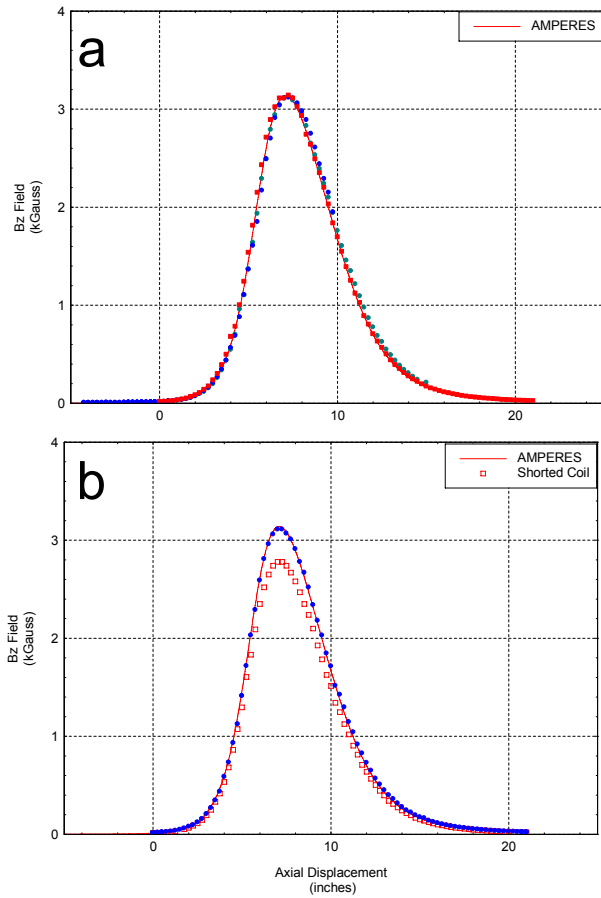 a
AMPERES
4
3
2
1
0
Bz Field
(kGauss)
0
10
20
b
AMPERES
Shorted Coil
4
3
2
1
0
Bz Field
(kGauss)
0
10
20
Axial Displacement
(inches)